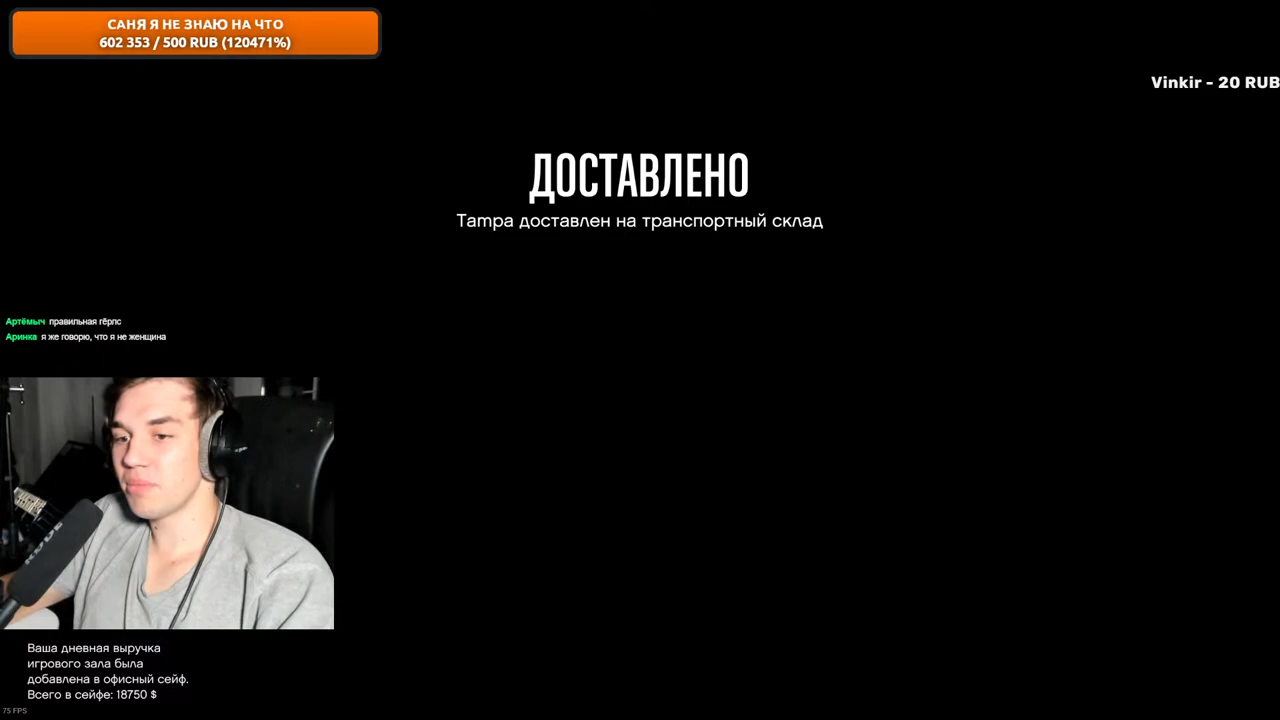 САНЯ Я НЕ ЗНАЮ НА ЧТО
602 353 / 500 RUB (120471%)
Vinkir - 20 RUB
ДОСТАВЛЕНО
Tampa доставлен на транспортный склад
Артёмыч правильная гёрлс
Аринка я же говорю, что я не женщина
RØDE
Ваша дневная выручка
игрового зала была
добавлена в офисный сейф.
Всего в сейфе: 18750 $
75 FPS